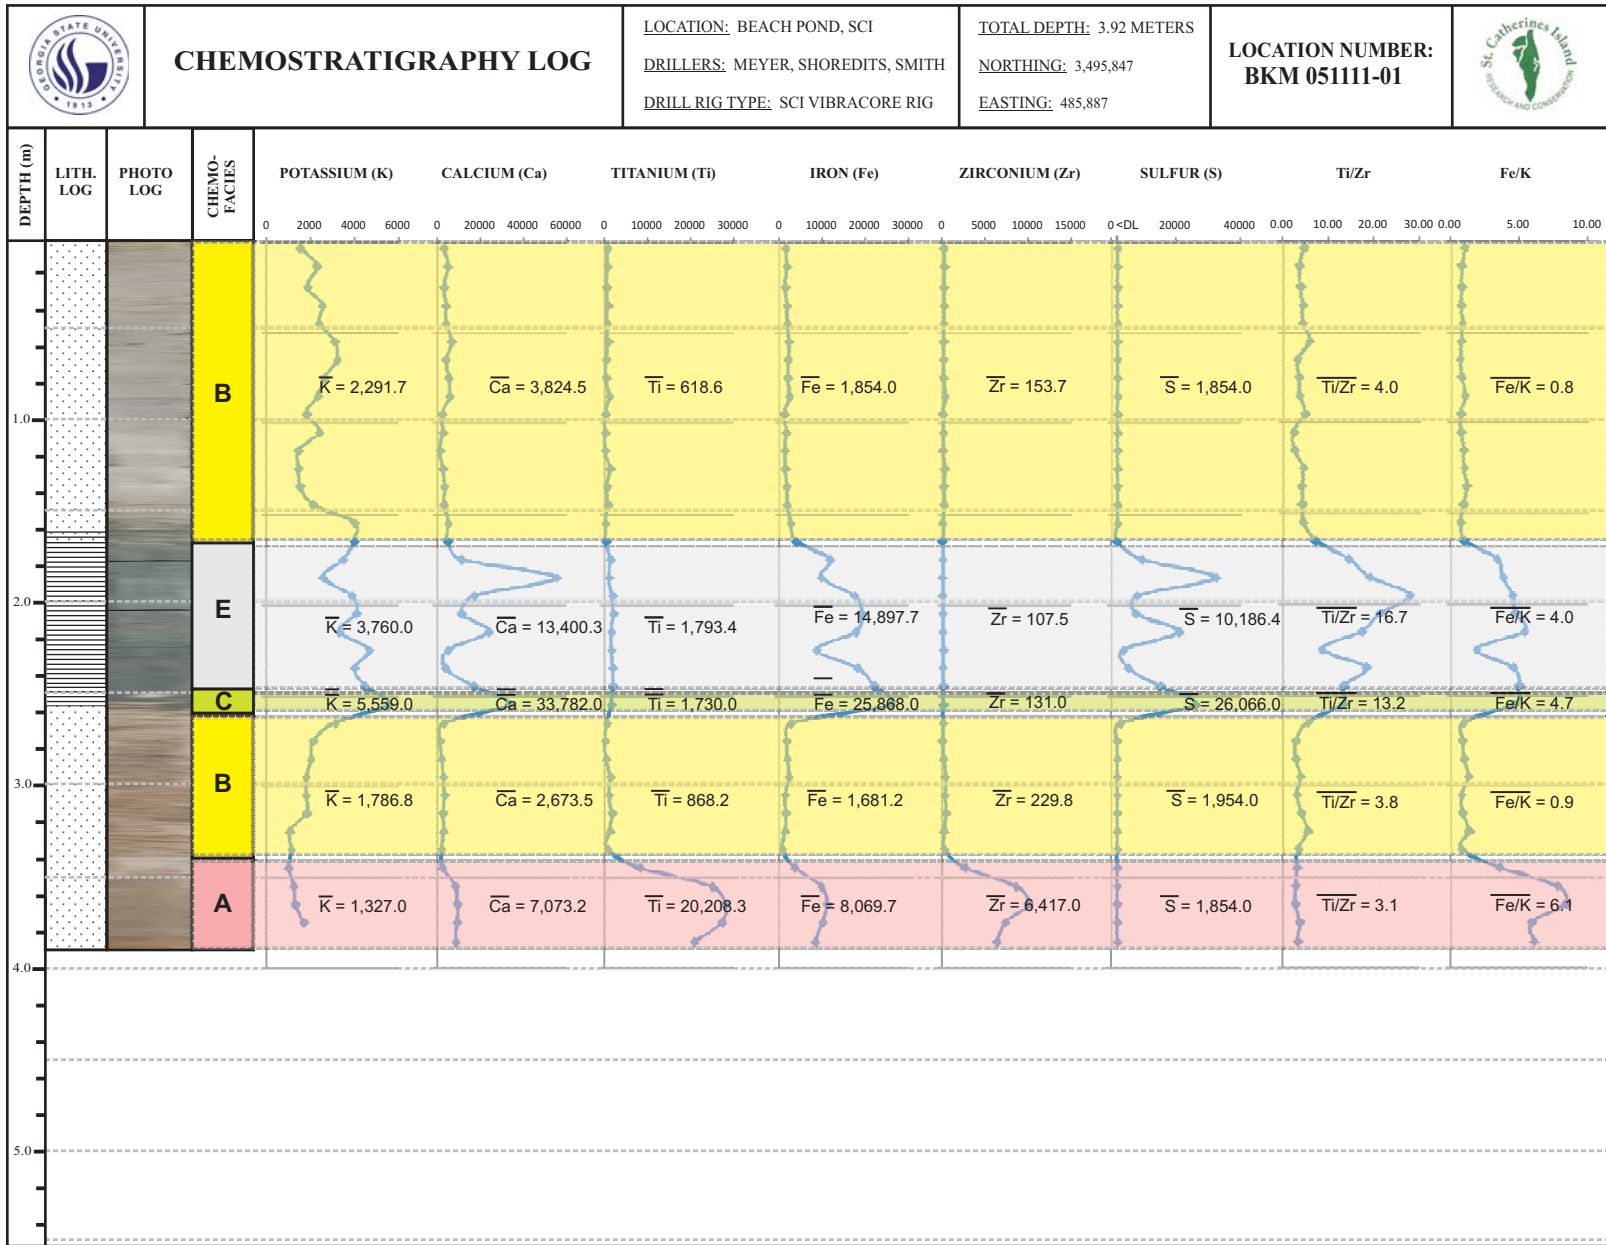 GEORGIA STATE UNIVERSITY
1913
CHEMOSTRATIGRAPHY LOG
LOCATION: BEACH POND, SCI
DRILLERS: MEYER, SHOREDITS, SMITH
DRILL RIG TYPE: SCI VIBRACORE RIG
TOTAL DEPTH: 3.92 METERS
NORTHING: 3,495,847
EASTING: 485,887
LOCATION NUMBER:
BKM 051111-01
St. Catherines Island
RESEARCH AND CONSERVATION
DEPTH (m)
LITH.
LOG
PHOTO
LOG
CHEMO-
FACIES
POTASSIUM (K) CALCIUM (Ca) TITANIUM (Ti) IRON (Fe) ZIRCONIUM (Zr) SULFUR (S) Ti/Zr Fe/K
0 2000 4000 6000 0 20000 40000 60000 0 10000 20000 30000 0 10000 20000 30000 0 5000 10000 15000 0 <DL 20000 40000 0.00 10.00 20.00 30.00 0.00 5.00 10.00
B K = 2,291.7 Ca = 3,824.5 Ti = 618.6 Fe = 1,854.0 Zr = 153.7 S = 1,854.0 Ti/Zr = 4.0 Fe/K = 0.8
1.0
2.0
E K = 3,760.0 Ca = 13,400.3 Ti = 1,793.4 Fe = 14,897.7 Zr = 107.5 S = 10,186.4 Ti/Zr = 16.7 Fe/K = 4.0
C K = 5,559.0 Ca = 33,782.0 Ti = 1,730.0 Fe = 25,868.0 Zr = 131.0 S = 26,066.0 Ti/Zr = 13.2 Fe/K = 4.7
3.0
B K = 1,786.8 Ca = 2,673.5 Ti = 868.2 Fe = 1,681.2 Zr = 229.8 S = 1,954.0 Ti/Zr = 3.8 Fe/K = 0.9
A K = 1,327.0 Ca = 7,073.2 Ti = 20,208.3 Fe = 8,069.7 Zr = 6,417.0 S = 1,854.0 Ti/Zr = 3.1 Fe/K = 6.1
4.0
5.0